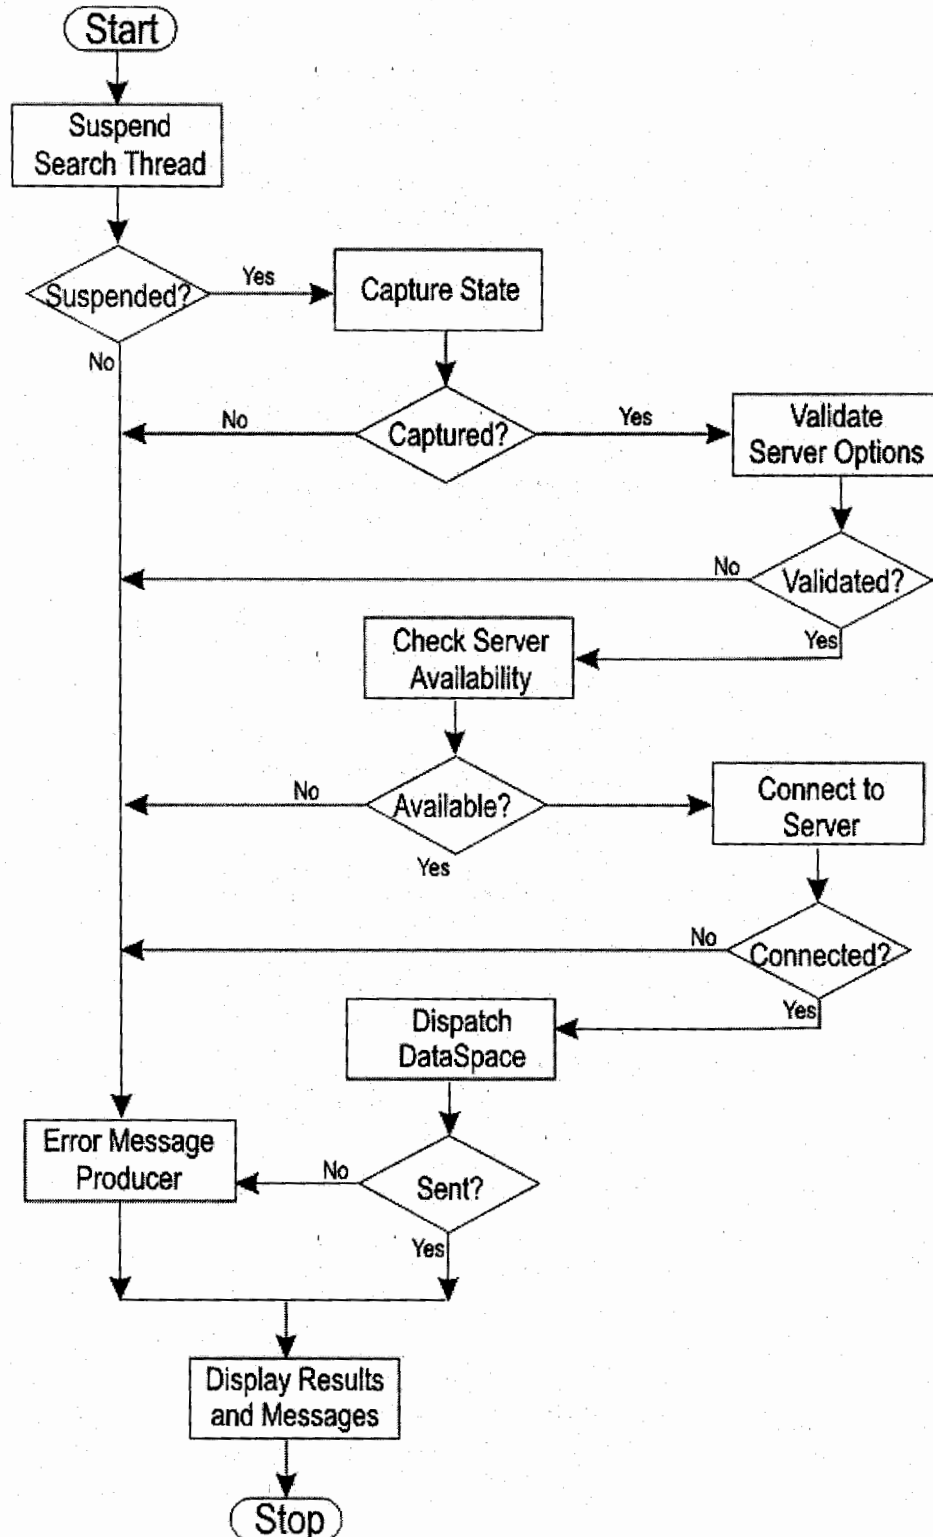 Start
Suspend
Search Thread
Suspended?
Yes
Capture State
No
No
Captured?
Yes
Validate
Server Options
No
Validated?
Yes
Check Server
Availability
No
Available?
Yes
Connect to
Server
No
Connected?
Yes
Dispatch
DataSpace
Error Message
Producer
No
Sent?
Yes
Display Results
and Messages
Stop